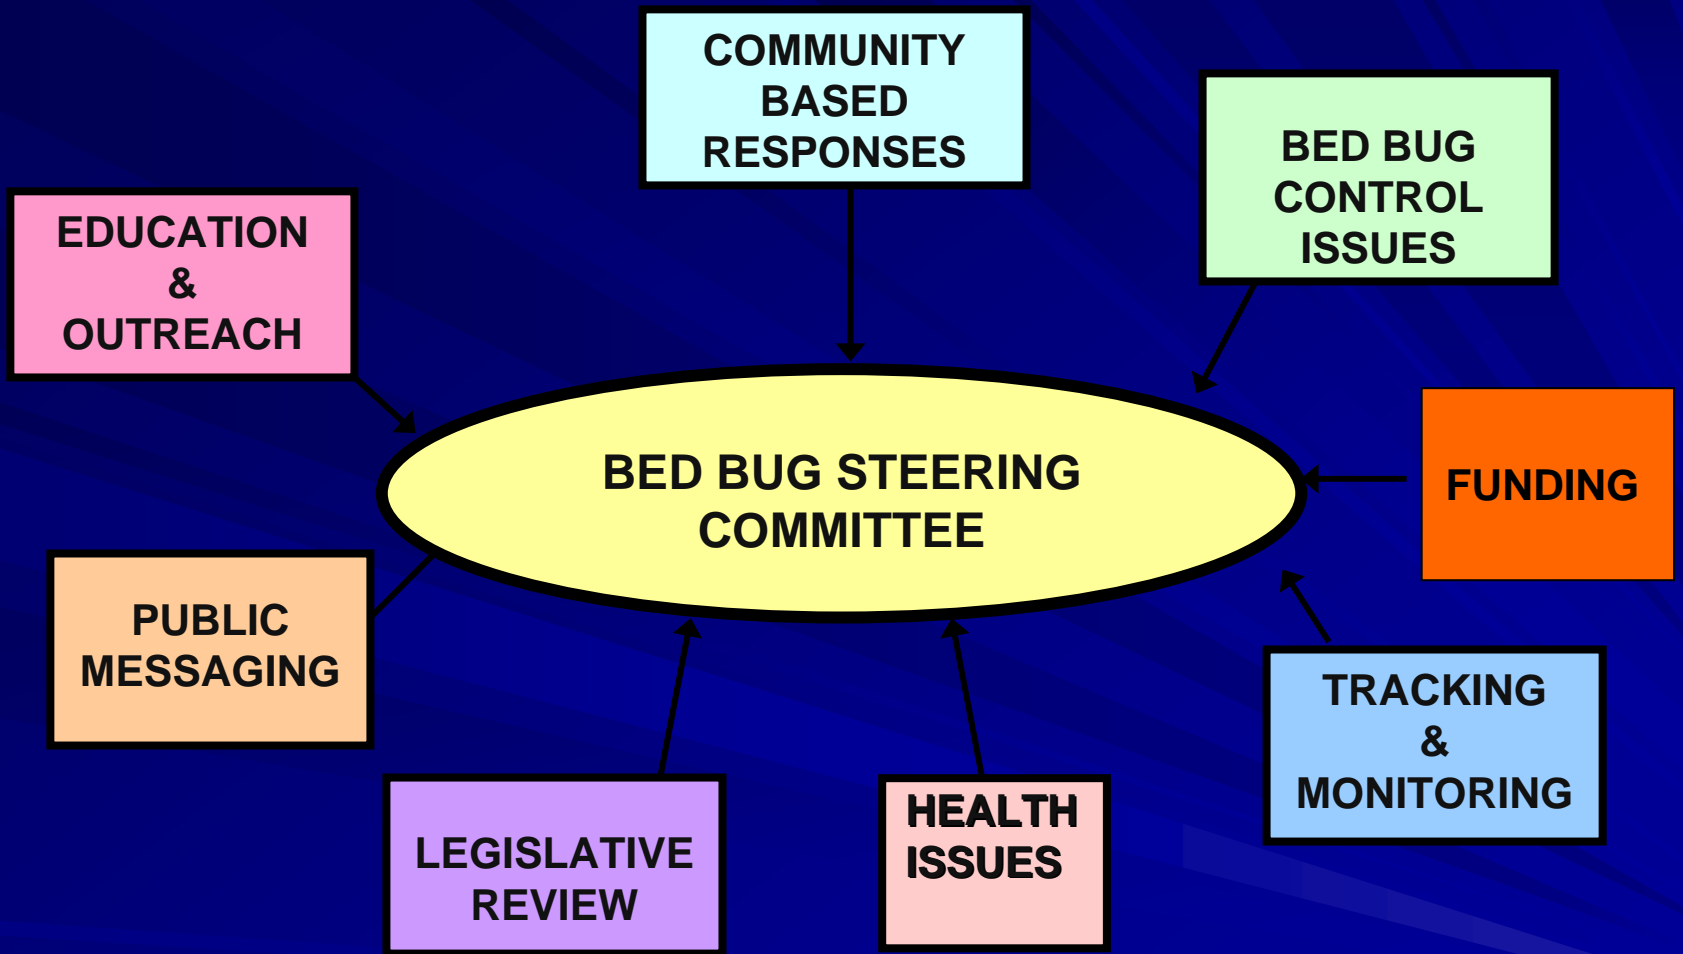 COMMUNITY
BASED
RESPONSES
BED BUG
CONTROL
ISSUES
EDUCATION
&
OUTREACH
BED BUG STEERING
COMMITTEE
FUNDING
PUBLIC
MESSAGING
TRACKING
&
MONITORING
LEGISLATIVE
REVIEW
HEALTH
ISSUES